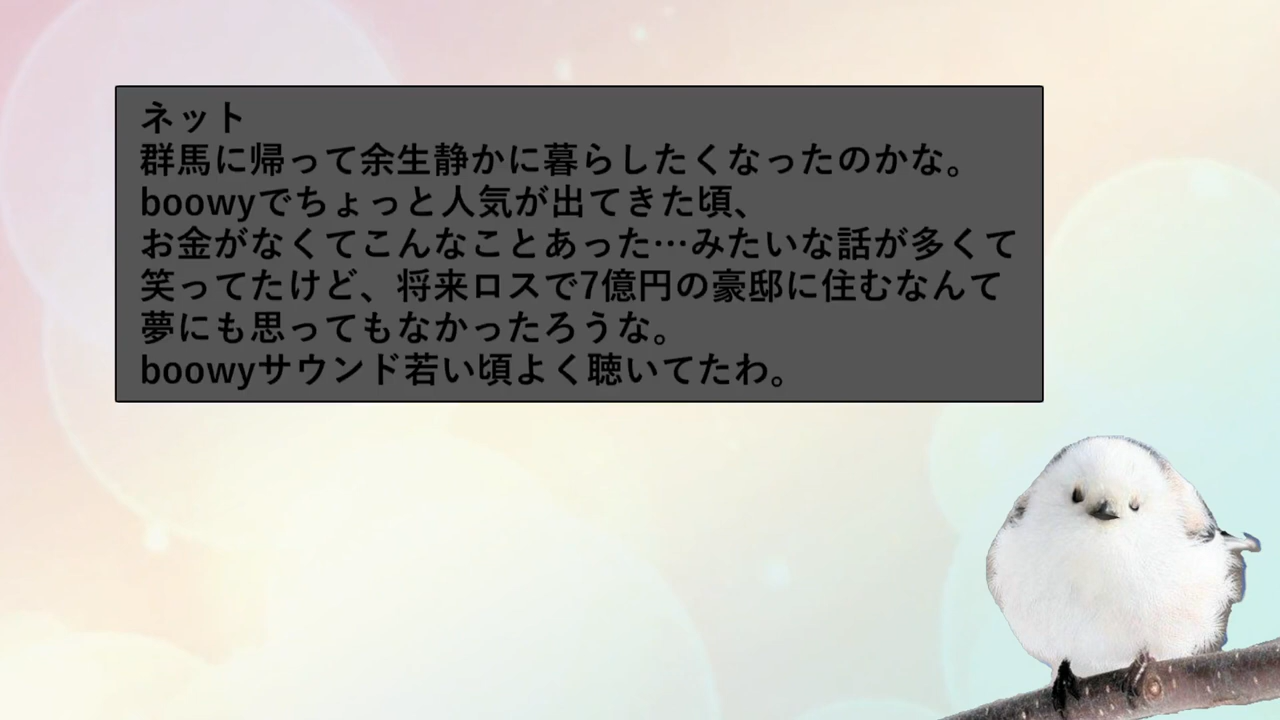 ネット
群馬に帰って余生静かに暮らしたくなったのかな。
boowyでちょっと人気が出てきた頃、
お金がなくてこんなことあった…みたいな話が多くて
笑ってたけど、将来ロスで7億円の豪邸に住むなんて
夢にも思ってもなかったろうな。
boowyサウンド若い頃よく聴いてたわ。